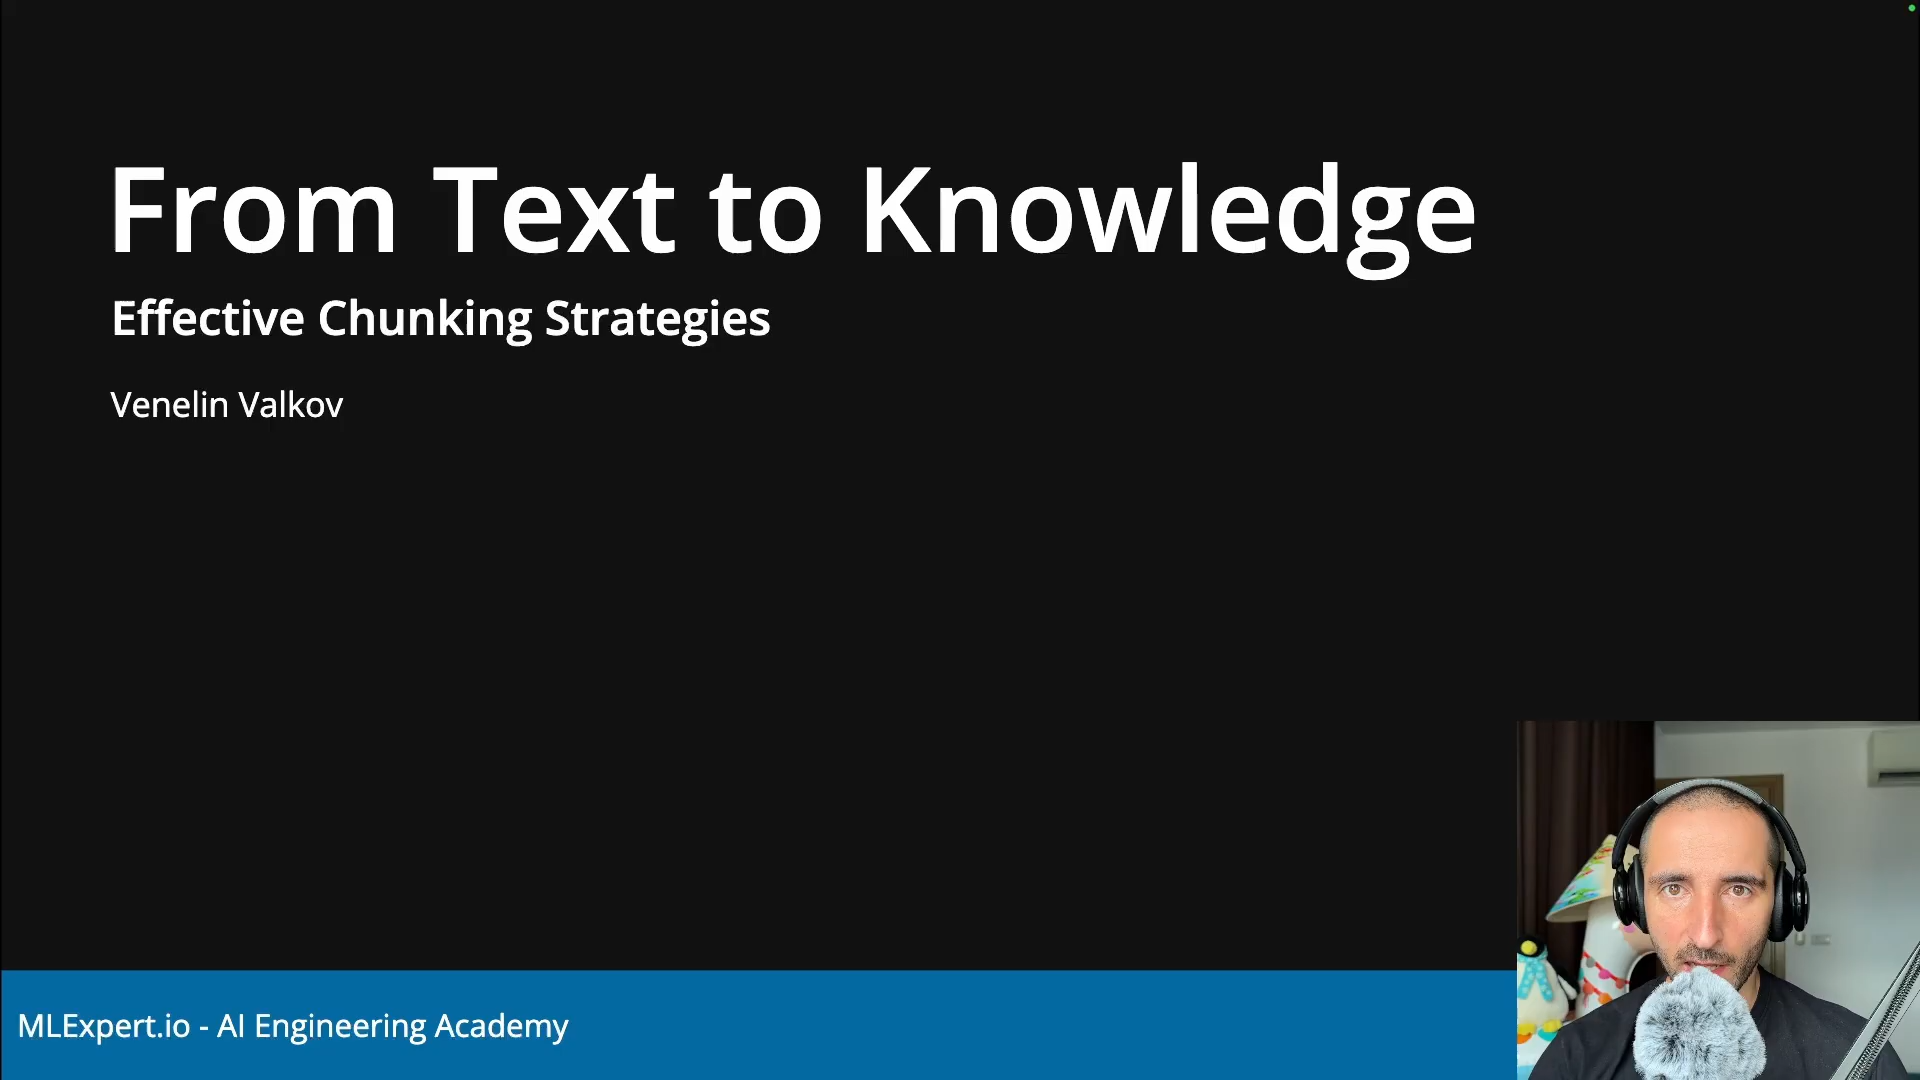 From Text to Knowledge
Effective Chunking Strategies
Venelin Valkov
MLExpert.io - AI Engineering Academy